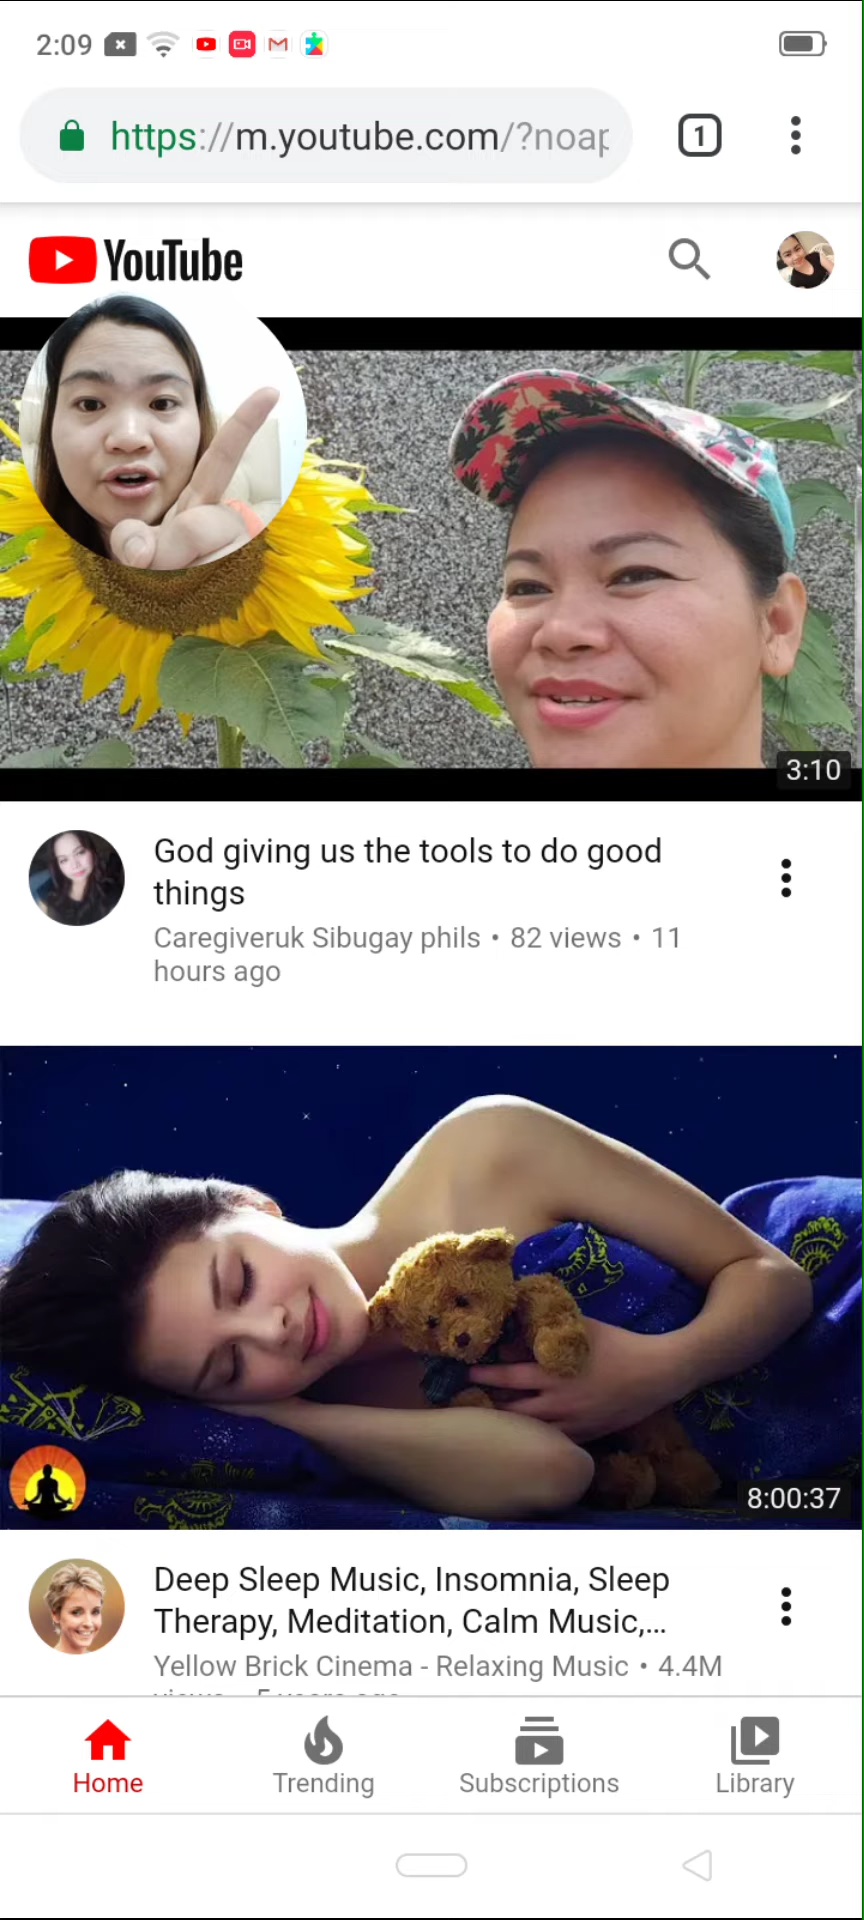 2:09
https://m.youtube.com/?noap
1
YouTube
3:10
God giving us the tools to do good
things
Caregiveruk Sibugay phils • 82 views • 11
hours ago
8:00:37
Deep Sleep Music, Insomnia, Sleep
Therapy, Meditation, Calm Music,...
Yellow Brick Cinema - Relaxing Music • 4.4M
Home
Trending
Subscriptions
Library